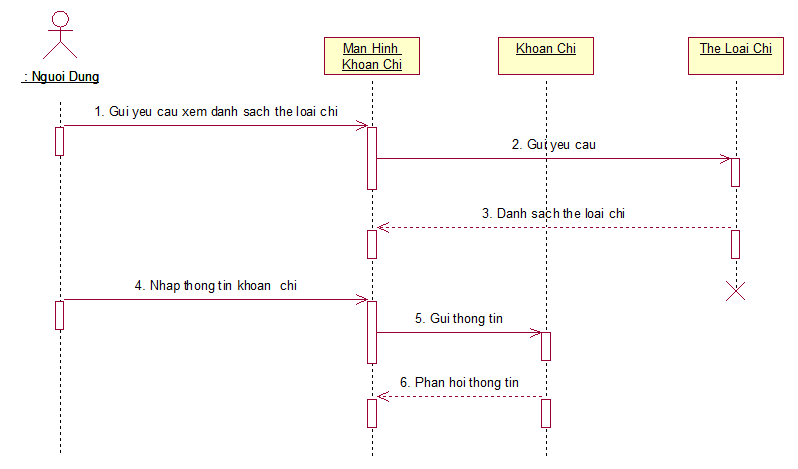 : Nguoi Dung
Man Hinh
Khoan Chi
Khoan Chi
The Loai Chi
1. Gui yeu cau xem danh sach the loai chi
2. Gui yeu cau
3. Danh sach the loai chi
4. Nhap thong tin khoan chi
5. Gui thong tin
6. Phan hoi thong tin